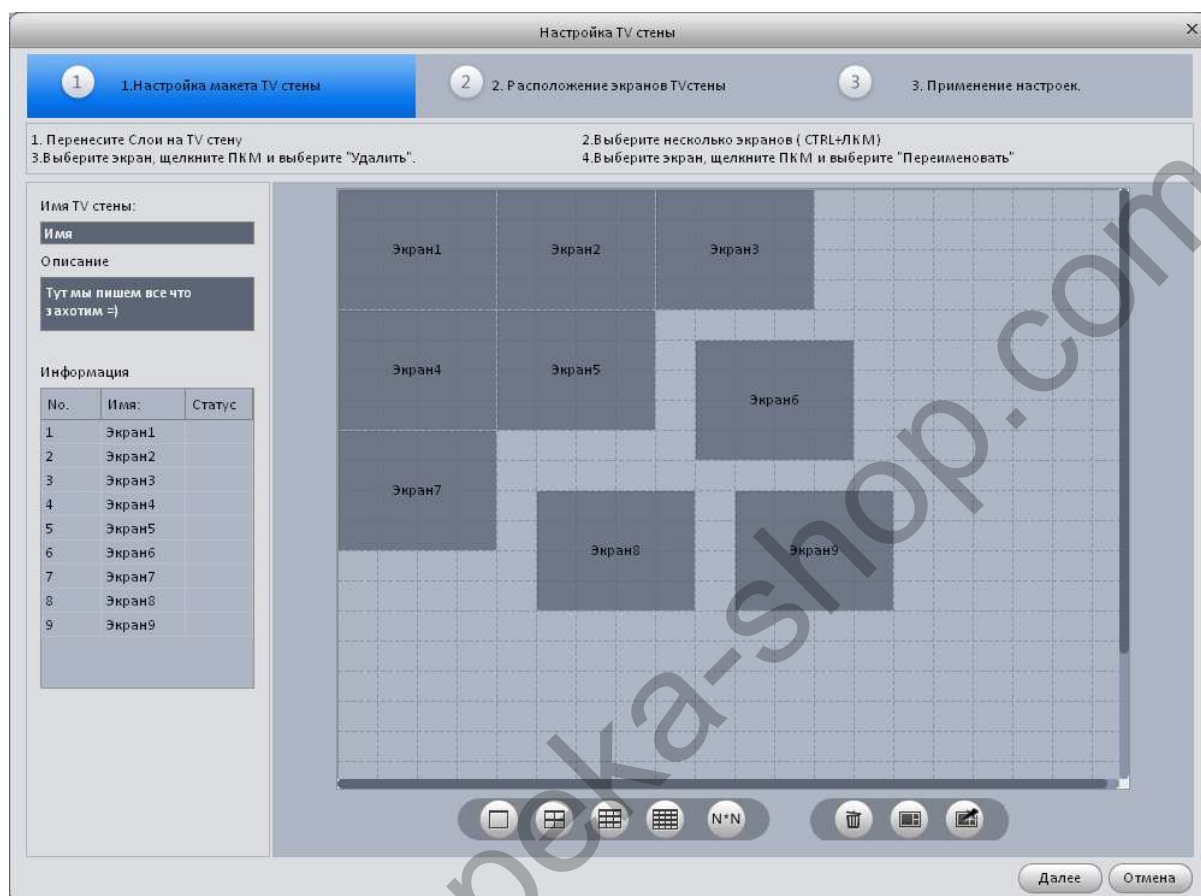 Настройка TV стены
1
1.Настройка макета TV стены
2
2. Расположение экранов TVстены
3
3. Применение настроек.
1. Перенесите Слои на TV стену
2.Выберите несколько экранов ( CTRL+ЛКМ)
3.Выберите экран, щелкните ПКМ и выберите "Удалить".
4.Выберите экран, щелкните ПКМ и выберите "Переименовать"
Имя TV стены:
Имя
Описание
Тут мы пишем все что
захотим =)
Информация
No. Имя: Статус
1 Экран1
2 Экран2
3 Экран3
4 Экран4
5 Экран5
6 Экран6
7 Экран7
8 Экран8
9 Экран9
Экран1
Экран2
Экран3
Экран4
Экран5
Экран6
Экран7
Экран8
Экран9
N*N
Далее
Отмена
peka-shop.com